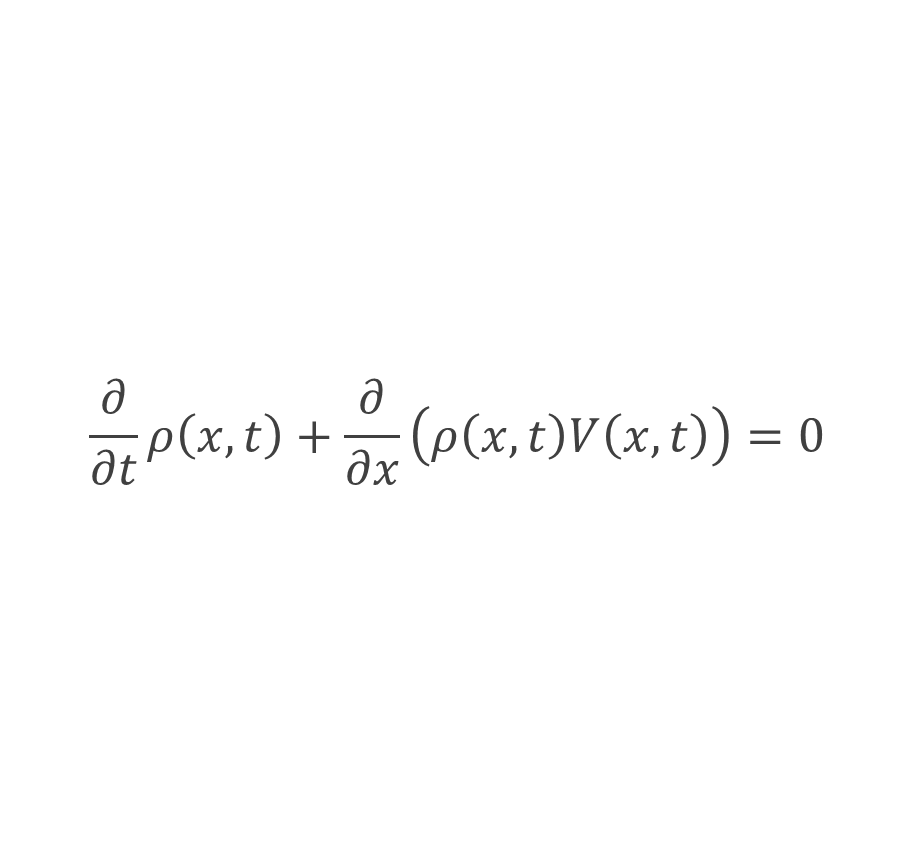 ∂/∂t ρ(x, t) + ∂/∂x (ρ(x, t)V(x, t)) = 0